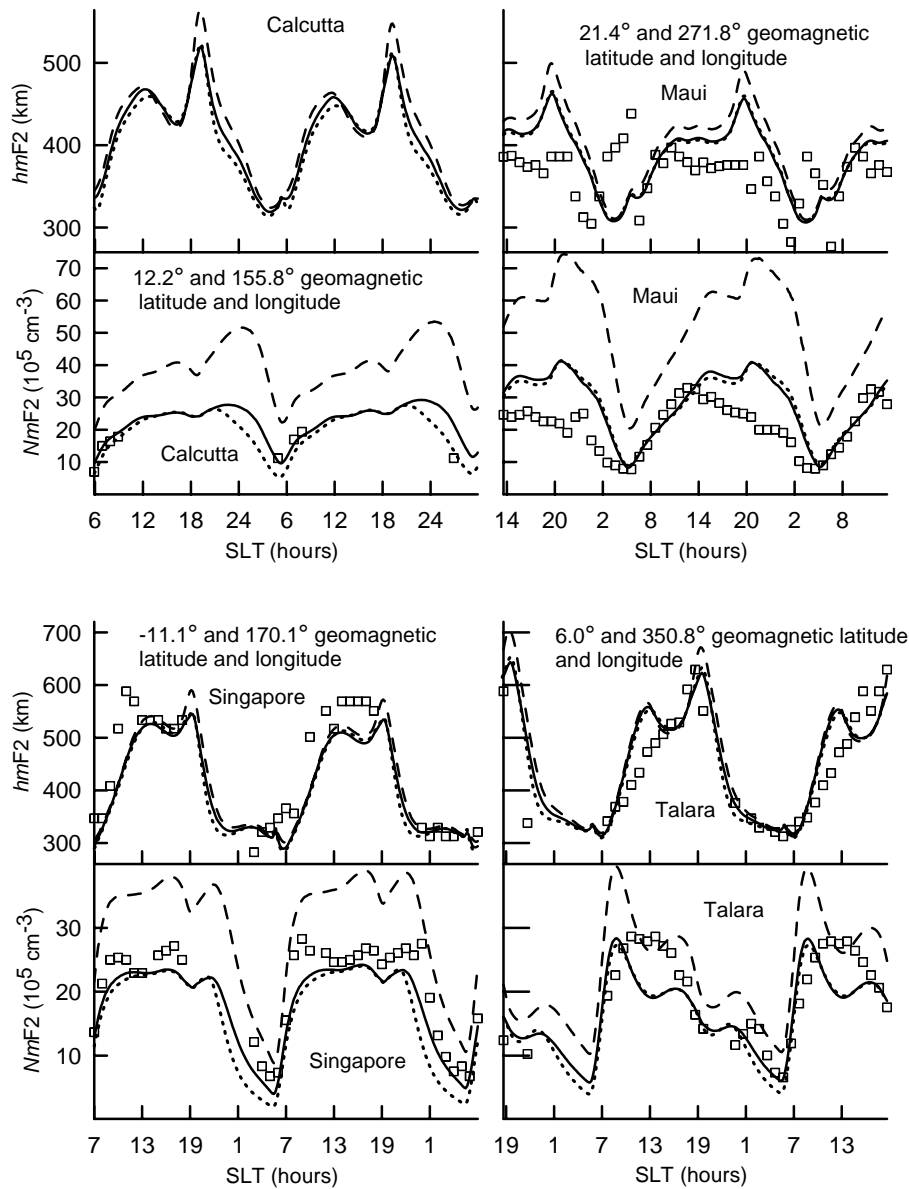 Calcutta
500
400
300
hmF2 (km)
21.4° and 271.8° geomagnetic
latitude and longitude
Maui
70
60
50
40
30
20
10
NmF2 (10⁵ cm⁻³)
12.2° and 155.8° geomagnetic
latitude and longitude
Calcutta
Maui
6 12 18 24 6 12 18 24
SLT (hours)
14 20 2 8 14 20 2 8
SLT (hours)
700
600
500
400
300
hmF2 (km)
-11.1° and 170.1° geomagnetic
latitude and longitude
Singapore
6.0° and 350.8° geomagnetic latitude
and longitude
Talara
30
20
10
NmF2 (10⁵ cm⁻³)
Singapore
Talara
7 13 19 1 7 13 19 1
SLT (hours)
19 1 7 13 19 1 7 13
SLT (hours)